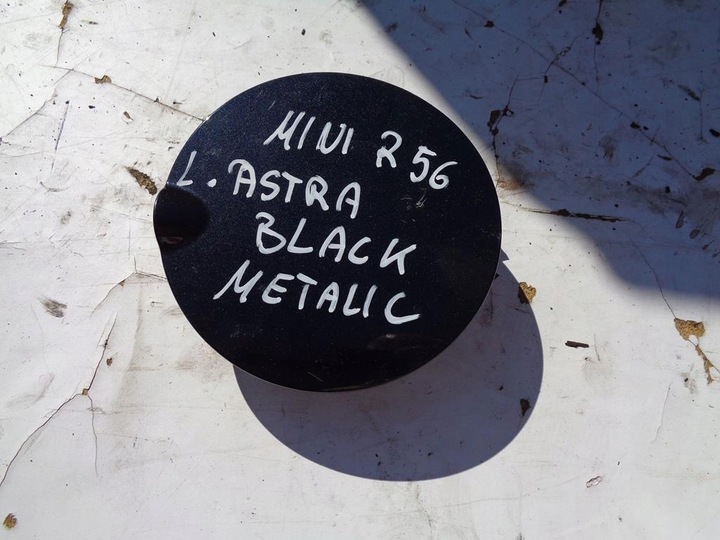 MINI R56
L. ASTRA
BLACK
METALIC